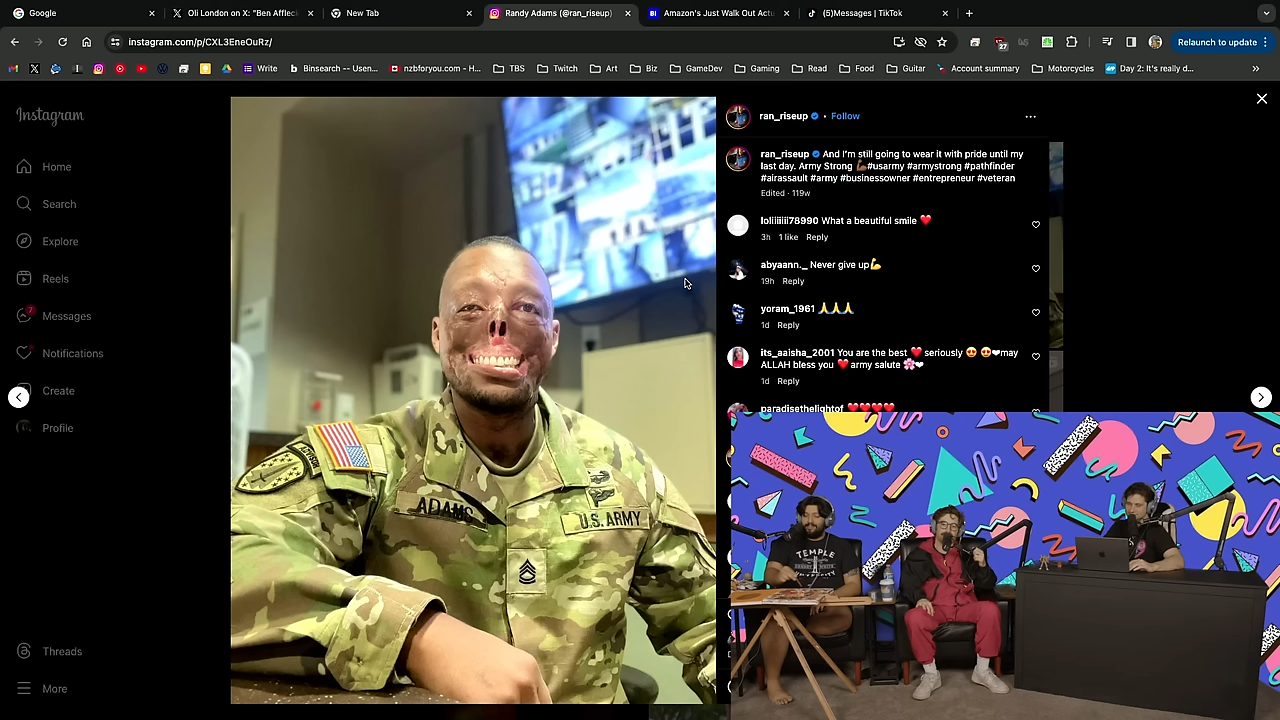 Google
Oli London on X: "Ben Affleck
New Tab
Randy Adams (@ran_riseup)
Amazon's Just Walk Out Actu
(5)Messages | TikTok
instagram.com/p/CXL3EneOuRz/
27
Relaunch to update
Write
Binsearch -- Usen...
nzbforyou.com - H...
TBS
Twitch
Art
Biz
GameDev
Gaming
Read
Food
Guitar
Account summary
Motorcycles
Day 2: It's really d...
Instagram
Home
Search
Explore
Reels
7
Messages
Notifications
Create
Profile
Threads
More
ADAMS
U.S. ARMY
ran_riseup • Follow
ran_riseup And I'm still going to wear it with pride until my
last day. Army Strong 💪🏾#usarmy #armystrong #pathfinder
#airassault #army #businessowner #entrepreneur #veteran
Edited · 119w
loliiiiiii78990 What a beautiful smile ❤️
3h 1 like Reply
abyaann._ Never give up💪
19h Reply
yoram_1961 🙏🙏🙏
1d Reply
its_aaisha_2001 You are the best ❤️ seriously 😍 😍❤may
ALLAH bless you ❤️ army salute 🌸❤
1d Reply
paradisethelightof ❤️❤️❤️❤️
TEMPLE